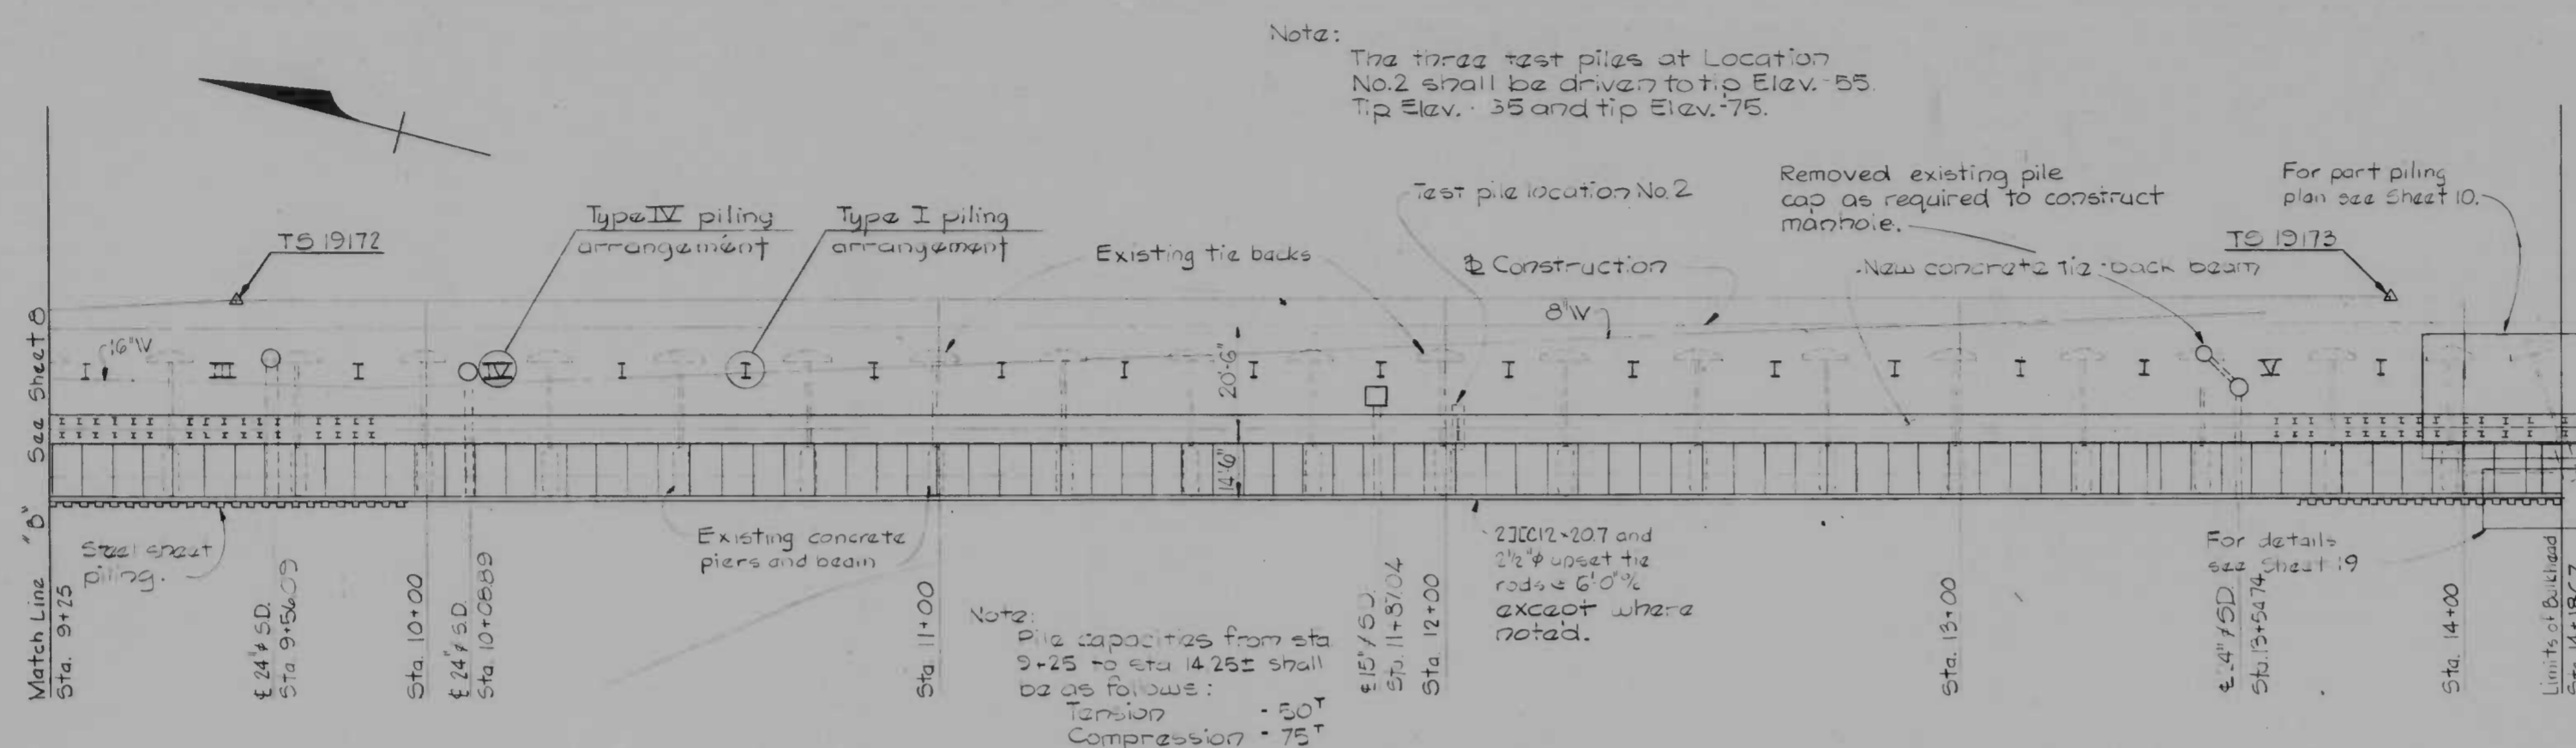 Note:
The three test piles at Location
No.2 shall be driven to tip Elev.-55.
Tip Elev. - 35 and tip Elev.-75.
Removed existing pile
cap as required to construct
manhole.
For part piling
plan see Sheet 10.
Test pile location No.2
Type IV piling
arrangement
Type I piling
arrangement
TS 19172
TS 19173
Existing tie backs
Construction
New concrete tie-back beam
8"W
See Sheet 8
16"W
I III I IV I I I I I I I I I I I I I V I
20'-6"
14'-6"
Match Line "B"
Sta. 9+25
Steel sheet
piling.
℄ 24"ø S.D.
Sta. 9+56.09
Sta. 10+00
℄ 24"ø S.D.
Sta. 10+08.89
Existing concrete
piers and beam
Sta. 11+00
Note:
Pile capacities from sta
9+25 to sta 14.25± shall
be as follows:
Tension - 50ᵀ
Compression - 75ᵀ
℄ 15"ø S.D.
Sta. 11+87.04
Sta. 12+00
2][C12×20.7 and
2½"ø upset tie
rods @ 6'-0"%
except where
noted.
Sta. 13+00
For details
see Sheet 19
S.D.
Sta. 13+54.74
Sta. 14+00
Limits of Bulkhead